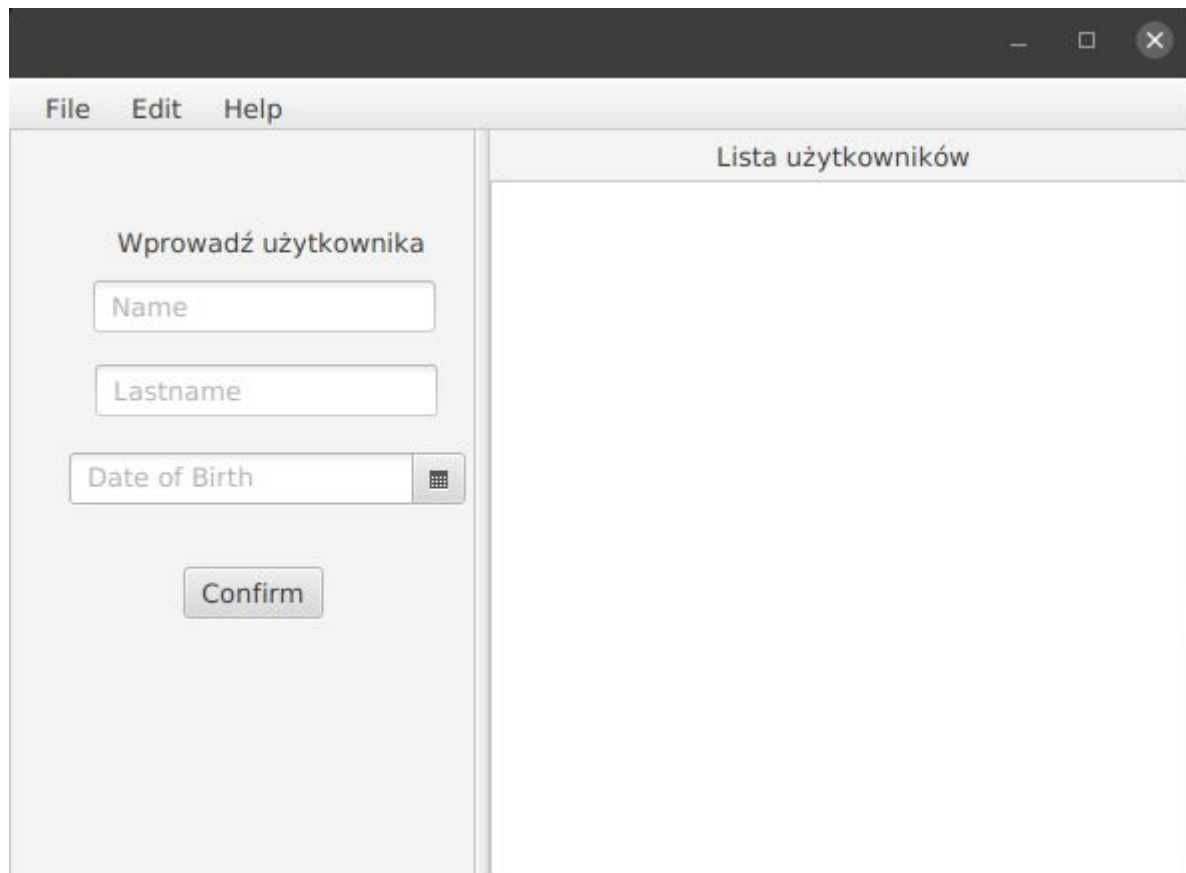 File Edit Help
Lista użytkowników
Wprowadź użytkownika
Name
Lastname
Date of Birth
Confirm